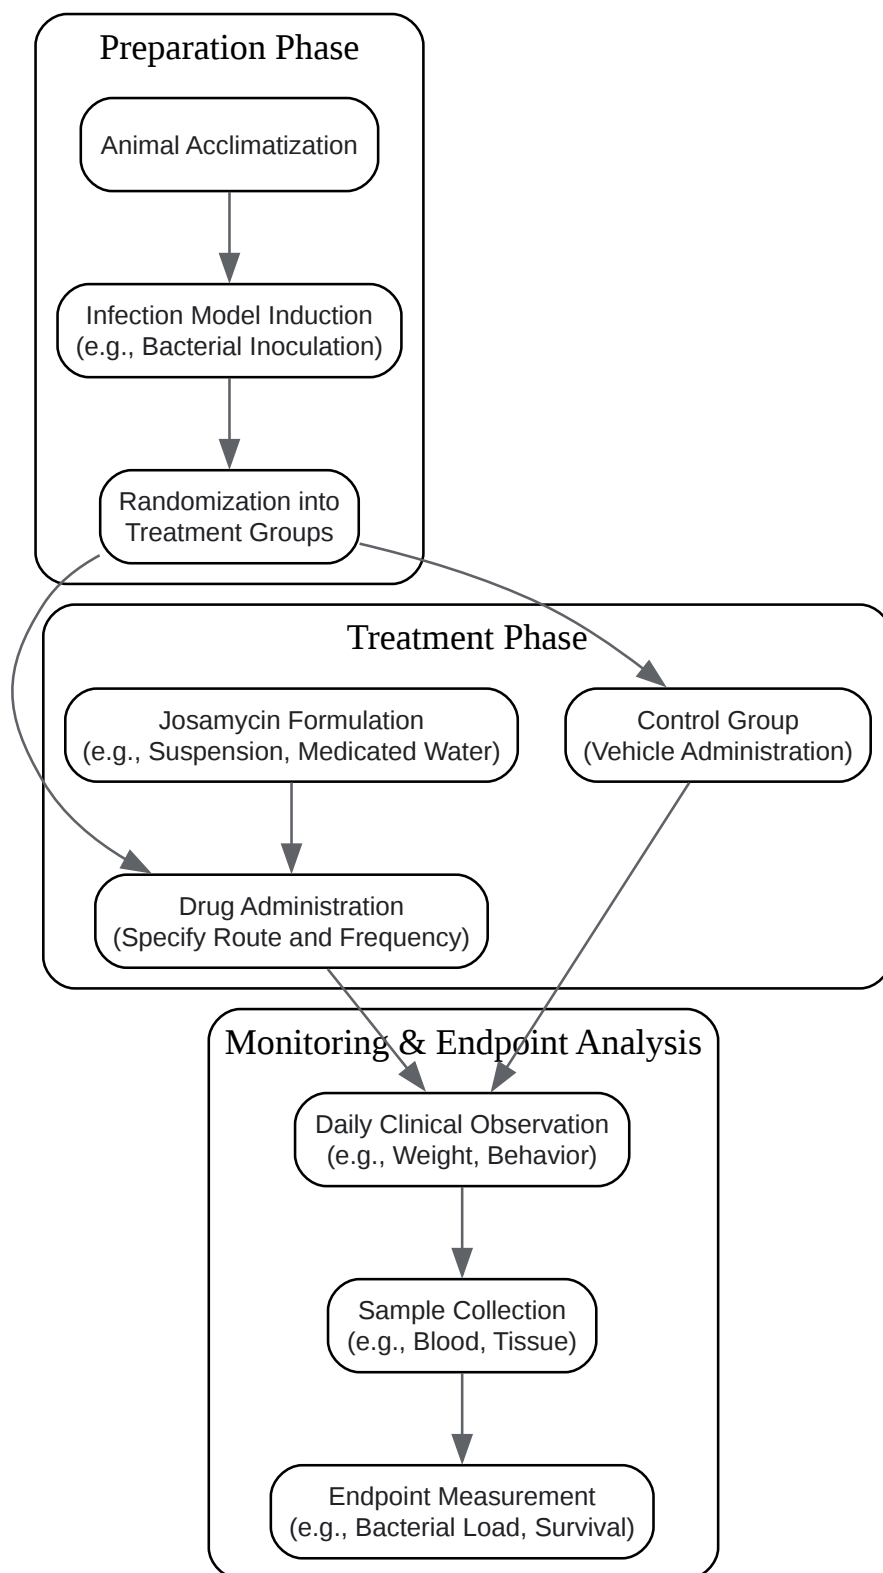 Preparation Phase
Animal Acclimatization
Infection Model Induction
(e.g., Bacterial Inoculation)
Randomization into
Treatment Groups
Treatment Phase
Josamycin Formulation
(e.g., Suspension, Medicated Water)
Control Group
(Vehicle Administration)
Drug Administration
(Specify Route and Frequency)
Monitoring & Endpoint Analysis
Daily Clinical Observation
(e.g., Weight, Behavior)
Sample Collection
(e.g., Blood, Tissue)
Endpoint Measurement
(e.g., Bacterial Load, Survival)